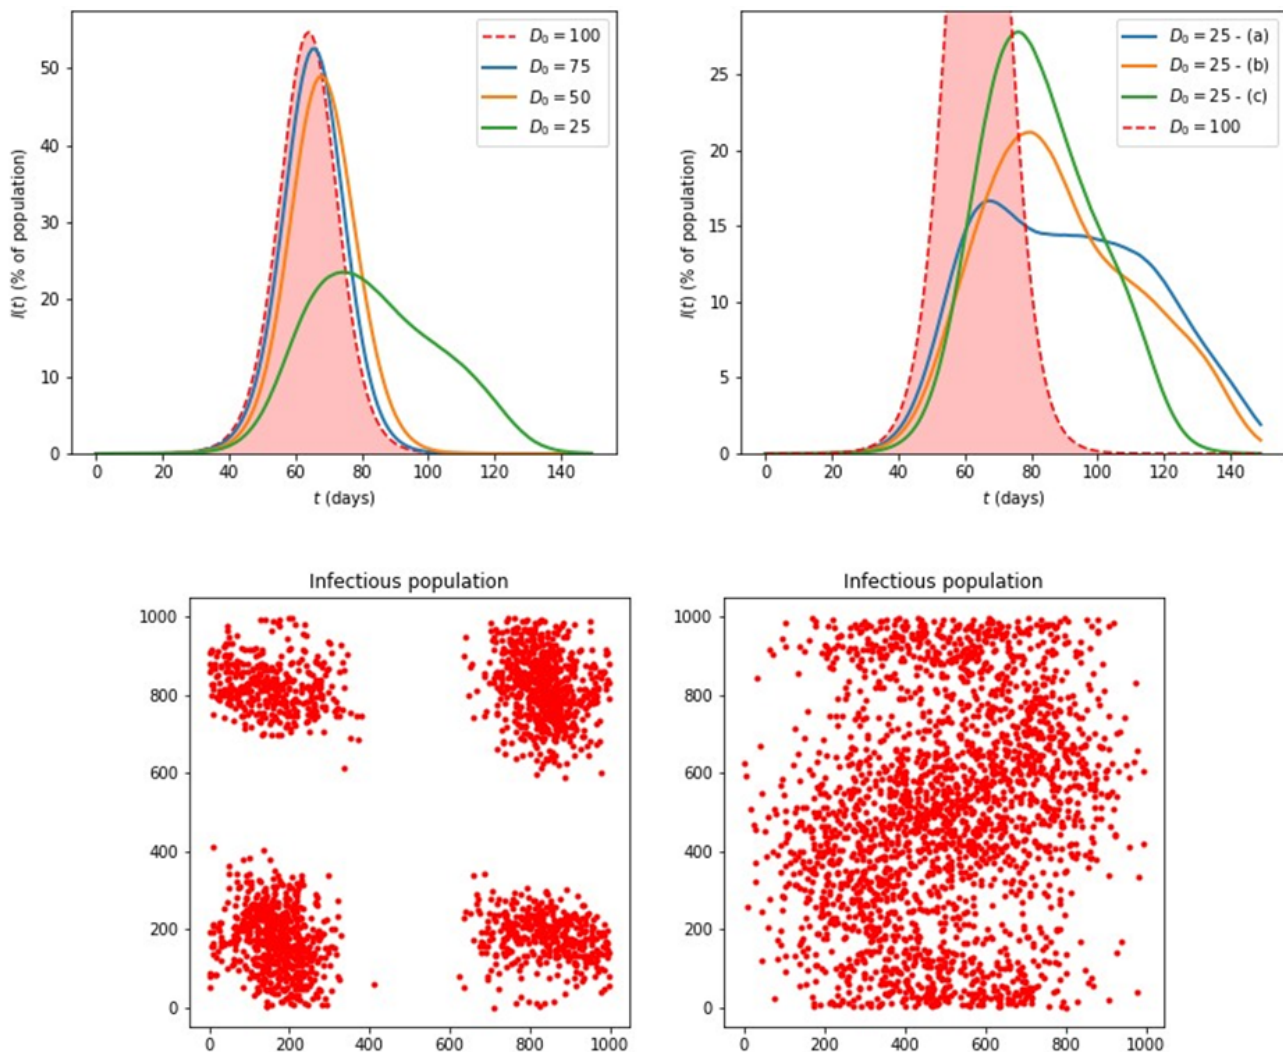 50
40
30
20
10
0
I(t) (% of population)
D₀ = 100
D₀ = 75
D₀ = 50
D₀ = 25
0 20 40 60 80 100 120 140
t (days)
25
20
15
10
5
0
I(t) (% of population)
D₀ = 25 - (a)
D₀ = 25 - (b)
D₀ = 25 - (c)
D₀ = 100
0 20 40 60 80 100 120 140
t (days)
Infectious population
1000
800
600
400
200
0
0 200 400 600 800 1000
Infectious population
1000
800
600
400
200
0
0 200 400 600 800 1000